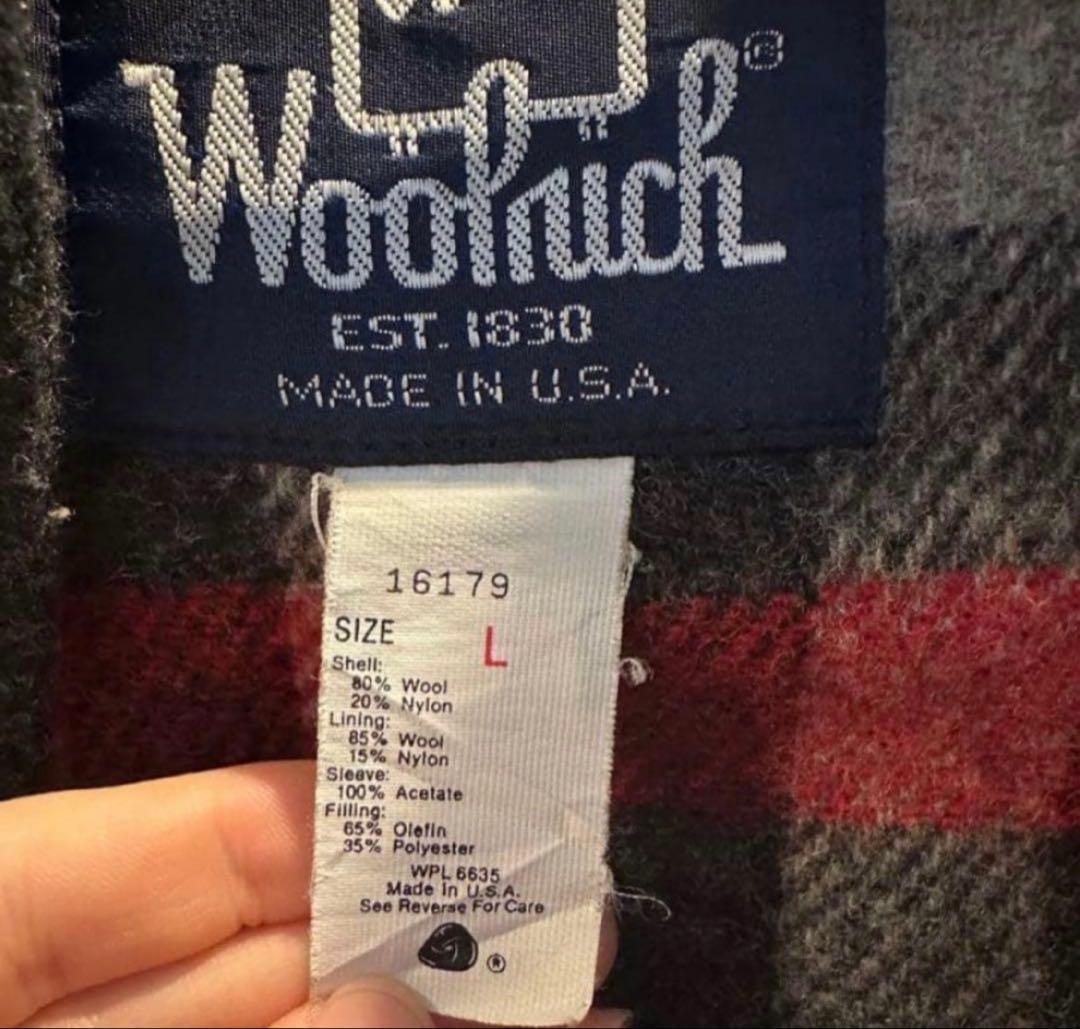 Woolrich®
EST. 1830
MADE IN U.S.A.
16179
SIZE L
Shell:
80% Wool
20% Nylon
Lining:
85% Wool
15% Nylon
Sleeve:
100% Acetate
Filling:
65% Olefin
35% Polyester
WPL 6635
Made In U.S.A.
See Reverse For Care
®